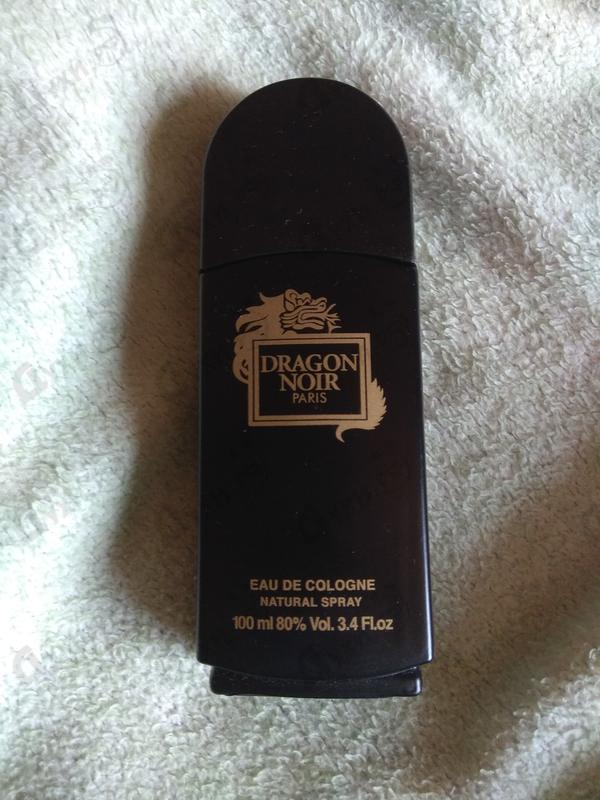 DRAGON
NOIR
PARIS
EAU DE COLOGNE
NATURAL SPRAY
100 ml 80% Vol. 3.4 Fl.oz